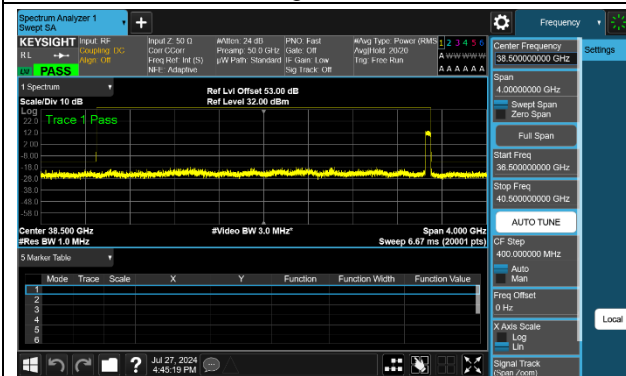 Spectrum Analyzer 1
Swept SA
+
Frequency
KEYSIGHT
RL
PASS
Input: RF
Coupling: DC
Align: Off
Input Z: 50 Ω
Corr CCorr
Freq Ref: Int (S)
NFE: Adaptive
#Atten: 24 dB
Preamp: 50.0 GHz
µW Path: Standard
PNO: Fast
Gate: Off
IF Gain: Low
Sig Track: Off
#Avg Type: Power (RMS
Avg|Hold: 20/20
Trig: Free Run
1 2 3 4 5 6
A W W W W W
A A A A A A
Center Frequency
38.500000000 GHz
Settings
Span
4.00000000 GHz
Swept Span
Zero Span
Full Span
Start Freq
36.500000000 GHz
Stop Freq
40.500000000 GHz
AUTO TUNE
CF Step
400.000000 MHz
Auto
Man
Freq Offset
0 Hz
X Axis Scale
Log
Lin
Signal Track
(Span Zoom)
Local
1 Spectrum
Scale/Div 10 dB
Ref Lvl Offset 53.00 dB
Ref Level 32.00 dBm
Log
Trace 1 Pass
22.0
12.0
2.00
-8.00
-18.0
-28.0
-38.0
-48.0
-58.0
Center 38.500 GHz
#Res BW 1.0 MHz
#Video BW 3.0 MHz*
Span 4.000 GHz
Sweep 6.67 ms (20001 pts)
5 Marker Table
Mode Trace Scale X Y Function Function Width Function Value
1
2
3
4
5
6
?
Jul 27, 2024
4:45:19 PM